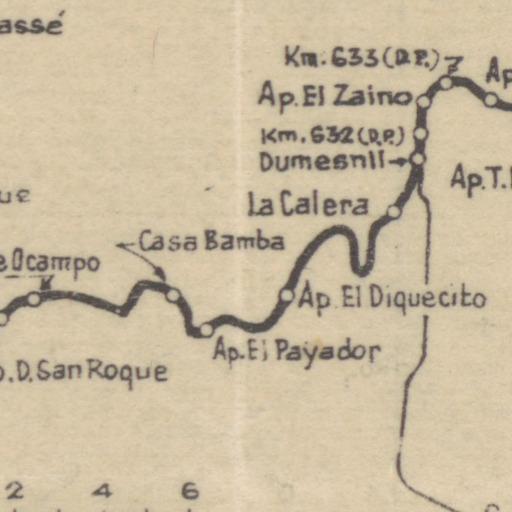 assé
Km. 633 (D.P.)
Ap
Ap. El Zaino
Km. 632 (D.P.)
Dumesnil
Ap. T.
ue
La Calera
Casa Bamba
e Ocampo
Ap. El Diquecito
Ap. El Payador
. D. San Roque
2 4 6